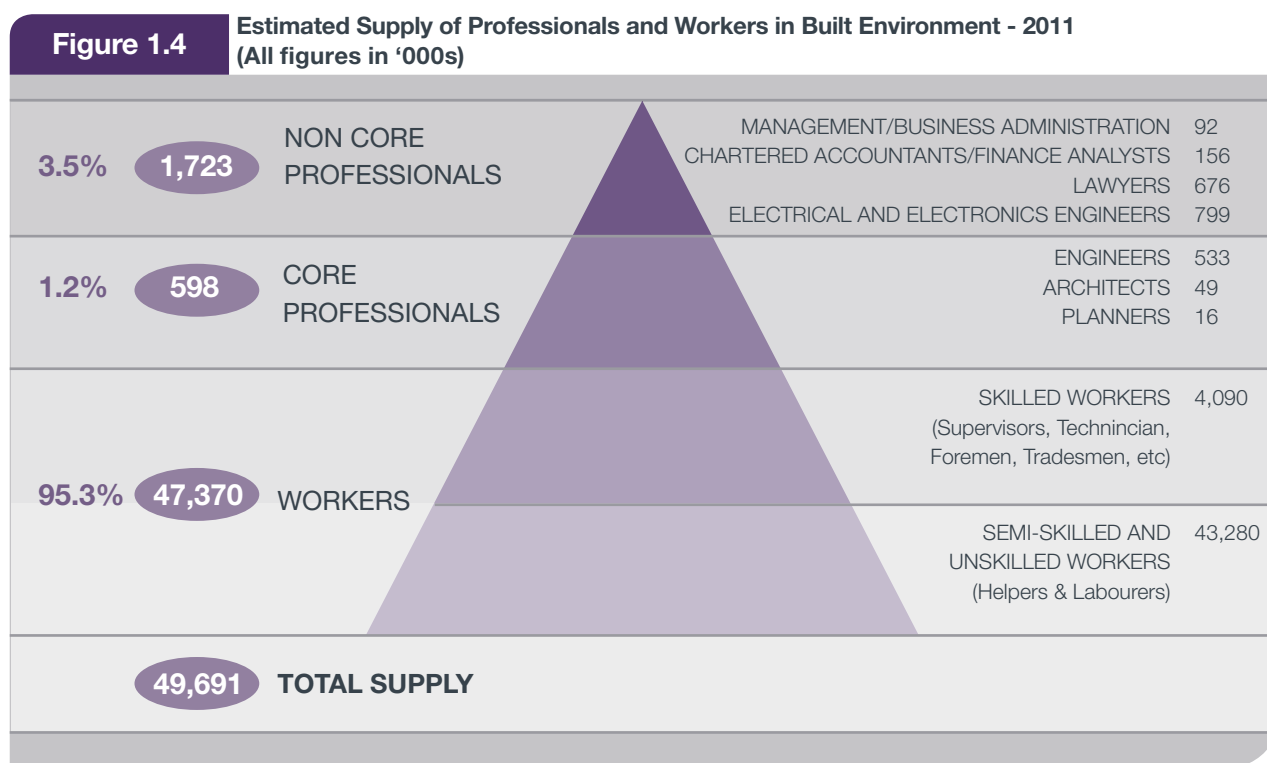 Figure 1.4
Estimated Supply of Professionals and Workers in Built Environment - 2011
(All figures in ‘000s)
3.5%
1,723
NON CORE
PROFESSIONALS
MANAGEMENT/BUSINESS ADMINISTRATION 92
CHARTERED ACCOUNTANTS/FINANCE ANALYSTS 156
LAWYERS 676
ELECTRICAL AND ELECTRONICS ENGINEERS 799
1.2%
598
CORE
PROFESSIONALS
ENGINEERS 533
ARCHITECTS 49
PLANNERS 16
95.3%
47,370
WORKERS
SKILLED WORKERS 4,090
(Supervisors, Technincian,
Foremen, Tradesmen, etc)
SEMI-SKILLED AND 43,280
UNSKILLED WORKERS
(Helpers & Labourers)
49,691
TOTAL SUPPLY